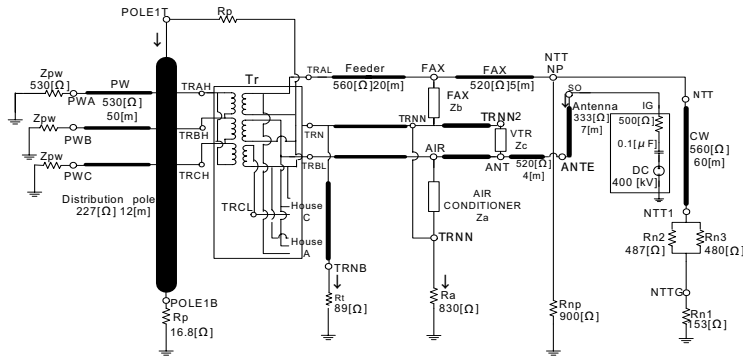 POLE1T
Rp
Zpw
530[Ω]
PWA
PW
530[Ω]
50[m]
TRAH
Tr
TRAL
Feeder
560[Ω]20[m]
FAX
FAX
520[Ω]5[m]
NTT
NP
NTT
Zpw
PWB
TRBH
TRN
TRNN
FAX
Zb
TRNN2
VTR
Zc
SO
Antenna
333[Ω]
7[m]
IG
500[Ω]
0.1[μF]
DC
400 [kV]
CW
560[Ω]
60[m]
Zpw
PWC
TRCH
TRBL
AIR
ANT
520[Ω]
4[m]
ANTE
Distribution pole
227[Ω] 12[m]
TRCL
House
C
House
A
AIR
CONDITIONER
Za
TRNN
NTT1
Rn2
487[Ω]
Rn3
480[Ω]
POLE1B
Rp
16.8[Ω]
TRNB
Rt
89[Ω]
Ra
830[Ω]
Rnp
900[Ω]
NTTG
Rn1
153[Ω]